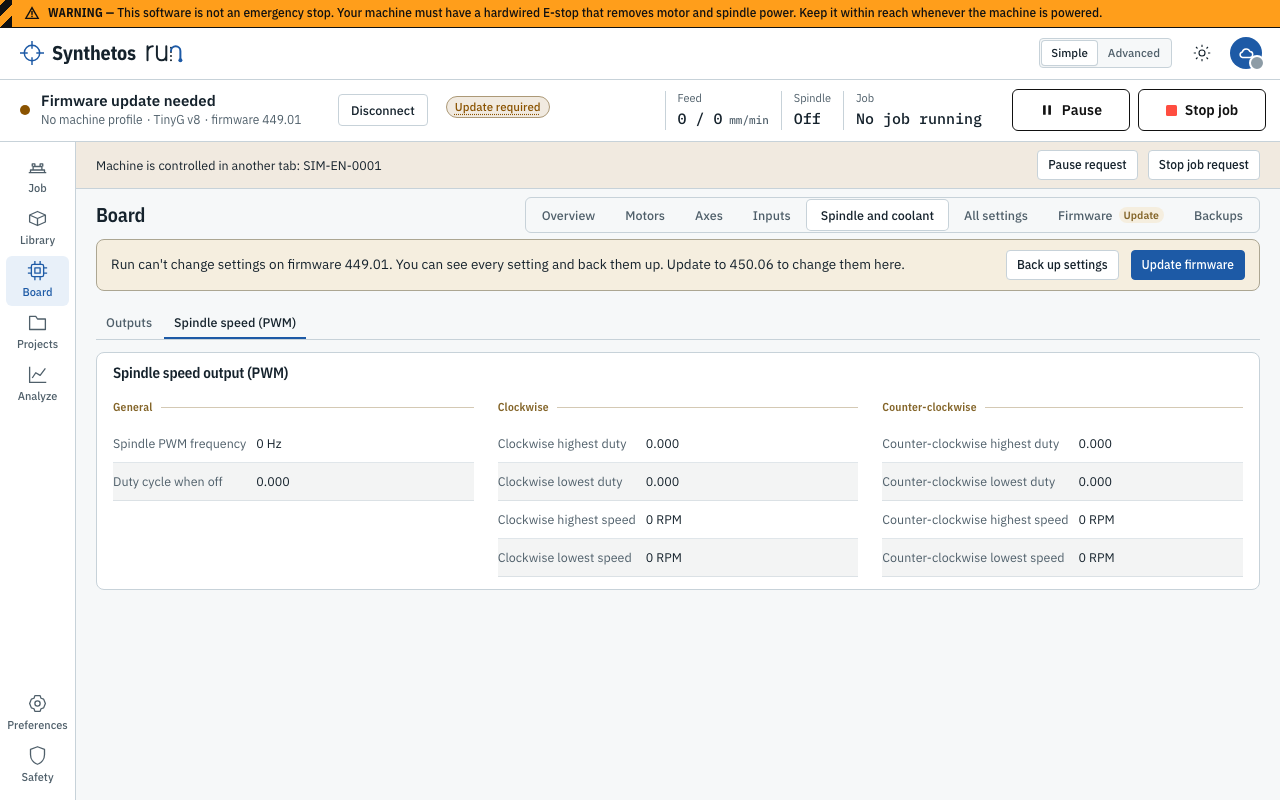 WARNING — This software is not an emergency stop. Your machine must have a hardwired E-stop that removes motor and spindle power. Keep it within reach whenever the machine is powered.
Synthetos run
Simple Advanced
Firmware update needed
No machine profile · TinyG v8 · firmware 449.01
Disconnect
Update required
Feed
0 / 0 mm/min
Spindle
Off
Job
No job running
Pause
Stop job
Machine is controlled in another tab: SIM-EN-0001
Pause request
Stop job request
Job
Library
Board
Projects
Analyze
Preferences
Safety
Board
Overview Motors Axes Inputs Spindle and coolant All settings Firmware Update Backups
Run can't change settings on firmware 449.01. You can see every setting and back them up. Update to 450.06 to change them here.
Back up settings
Update firmware
Outputs Spindle speed (PWM)
Spindle speed output (PWM)
General
Spindle PWM frequency 0 Hz
Duty cycle when off 0.000
Clockwise
Clockwise highest duty 0.000
Clockwise lowest duty 0.000
Clockwise highest speed 0 RPM
Clockwise lowest speed 0 RPM
Counter-clockwise
Counter-clockwise highest duty 0.000
Counter-clockwise lowest duty 0.000
Counter-clockwise highest speed 0 RPM
Counter-clockwise lowest speed 0 RPM